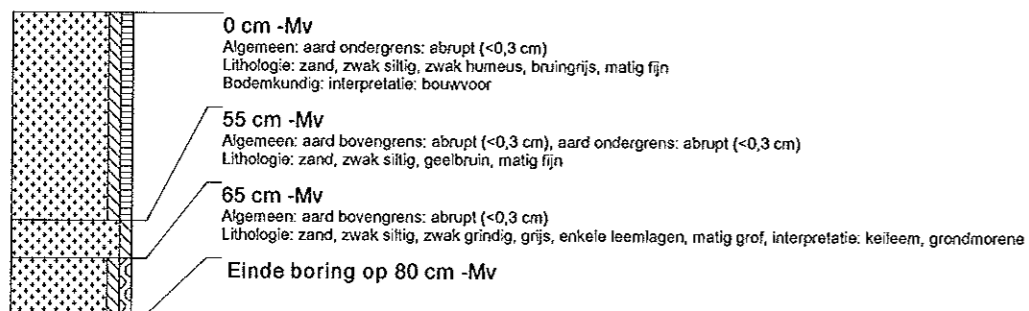 0 cm -Mv
Algemeen: aard ondergrens: abrupt (<0,3 cm)
Lithologie: zand, zwak siltig, zwak humeus, bruingrijs, matig fijn
Bodemkundig: interpretatie: bouwvoor
55 cm -Mv
Algemeen: aard bovengrens: abrupt (<0,3 cm), aard ondergrens: abrupt (<0,3 cm)
Lithologie: zand, zwak siltig, geelbruin, matig fijn
65 cm -Mv
Algemeen: aard bovengrens: abrupt (<0,3 cm)
Lithologie: zand, zwak siltig, zwak grindig, grijs, enkele leemlagen, matig grof, interpretatie: keileem, grondmorene
Einde boring op 80 cm -Mv